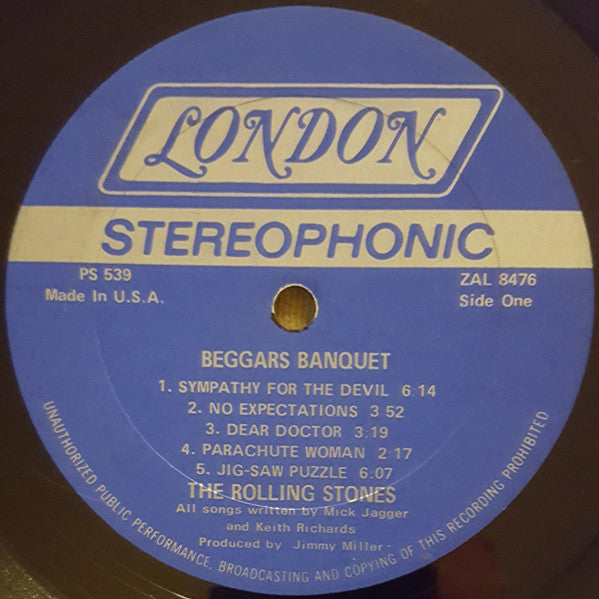 LONDON
STEREOPHONIC
PS 539
Made In U.S.A.
ZAL 8476
Side One
BEGGARS BANQUET
1. SYMPATHY FOR THE DEVIL 6:14
2. NO EXPECTATIONS 3:52
3. DEAR DOCTOR 3:19
4. PARACHUTE WOMAN 2:17
5. JIG-SAW PUZZLE 6:07
THE ROLLING STONES
All songs written by Mick Jagger
and Keith Richards
Produced by Jimmy Miller
UNAUTHORIZED PUBLIC PERFORMANCE, BROADCASTING AND COPYING OF THIS RECORDING PROHIBITED